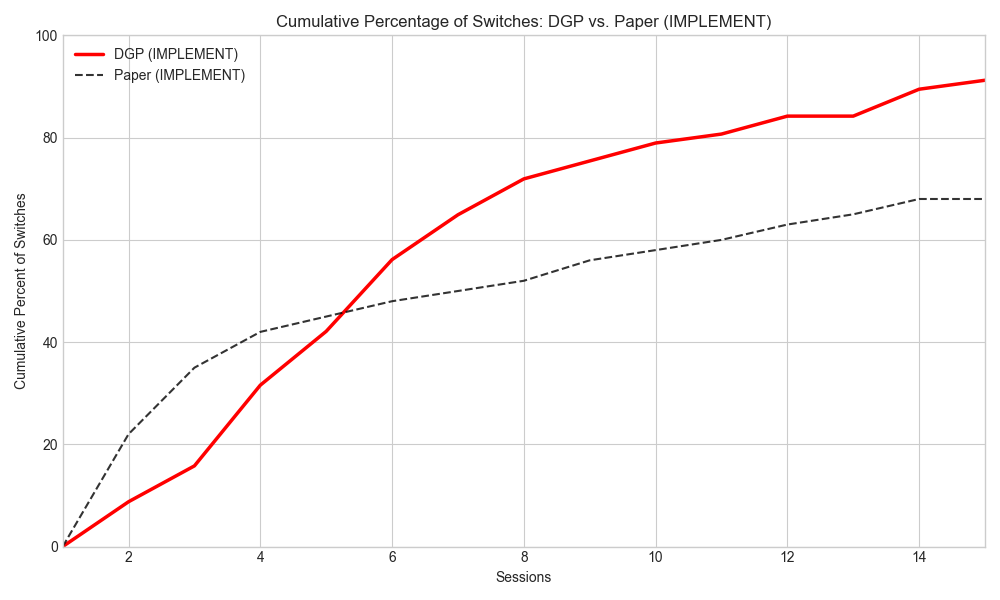 Cumulative Percentage of Switches: DGP vs. Paper (IMPLEMENT)
DGP (IMPLEMENT)
Paper (IMPLEMENT)
Cumulative Percent of Switches
100
80
60
40
20
0
2 4 6 8 10 12 14
Sessions